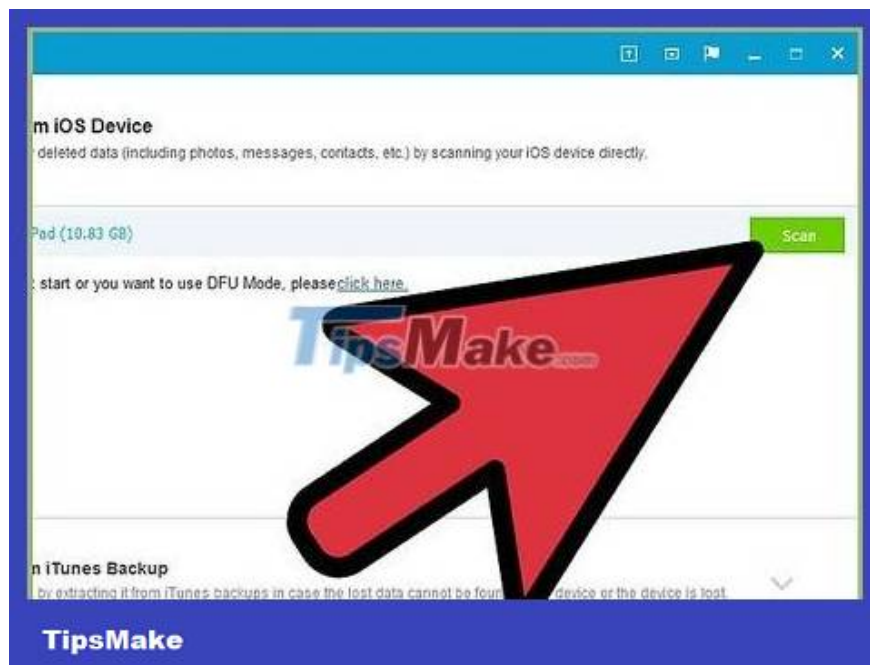 m iOS Device
deleted data (including photos, messages, contacts, etc.) by scanning your iOS device directly.
Pad (10.83 GB)
Scan
start or you want to use DFU Mode, please click here.
TipsMake.com
n iTunes Backup
by extracting it from iTunes backups in case the lost data cannot be foun device or the device is lost.
TipsMake